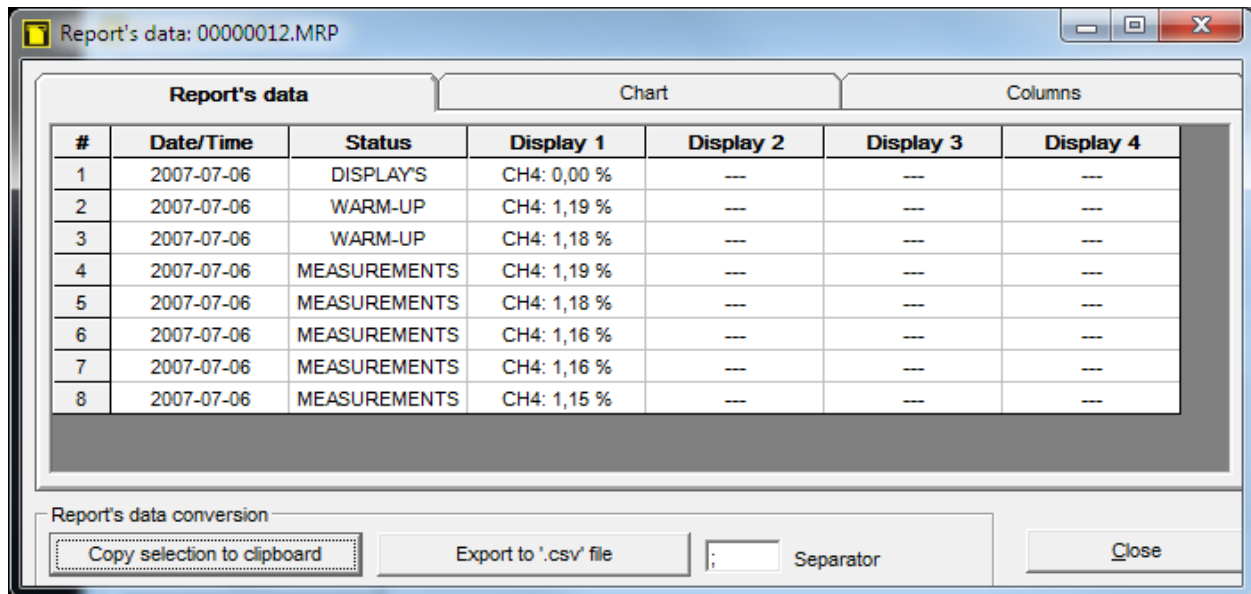 Report's data: 00000012.MRP
Report's data Chart Columns
# Date/Time Status Display 1 Display 2 Display 3 Display 4
1 2007-07-06 DISPLAY'S CH4: 0,00 % --- --- ---
2 2007-07-06 WARM-UP CH4: 1,19 % --- --- ---
3 2007-07-06 WARM-UP CH4: 1,18 % --- --- ---
4 2007-07-06 MEASUREMENTS CH4: 1,19 % --- --- ---
5 2007-07-06 MEASUREMENTS CH4: 1,18 % --- --- ---
6 2007-07-06 MEASUREMENTS CH4: 1,16 % --- --- ---
7 2007-07-06 MEASUREMENTS CH4: 1,16 % --- --- ---
8 2007-07-06 MEASUREMENTS CH4: 1,15 % --- --- ---
Report's data conversion
Copy selection to clipboard Export to '.csv' file ; Separator Close